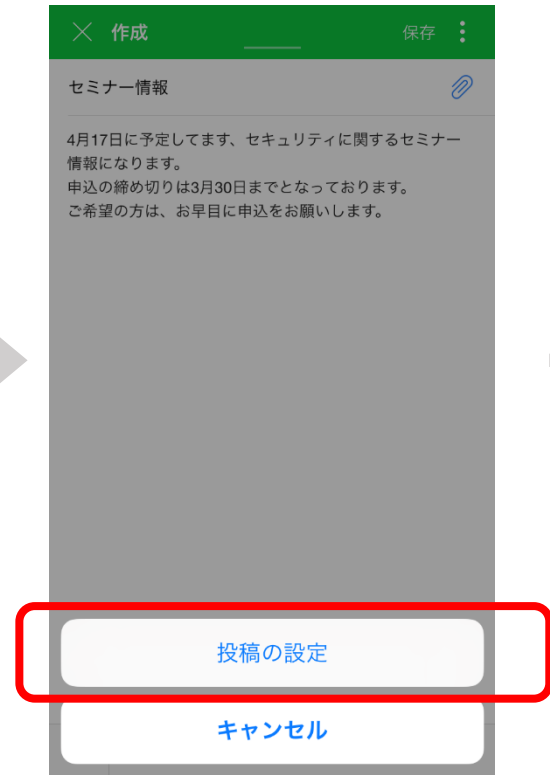 作成
保存
セミナー情報
4月17日に予定してます、セキュリティに関するセミナー
情報になります。
申込の締め切りは3月30日までとなっております。
ご希望の方は、お早目に申込をお願いします。
投稿の設定
キャンセル